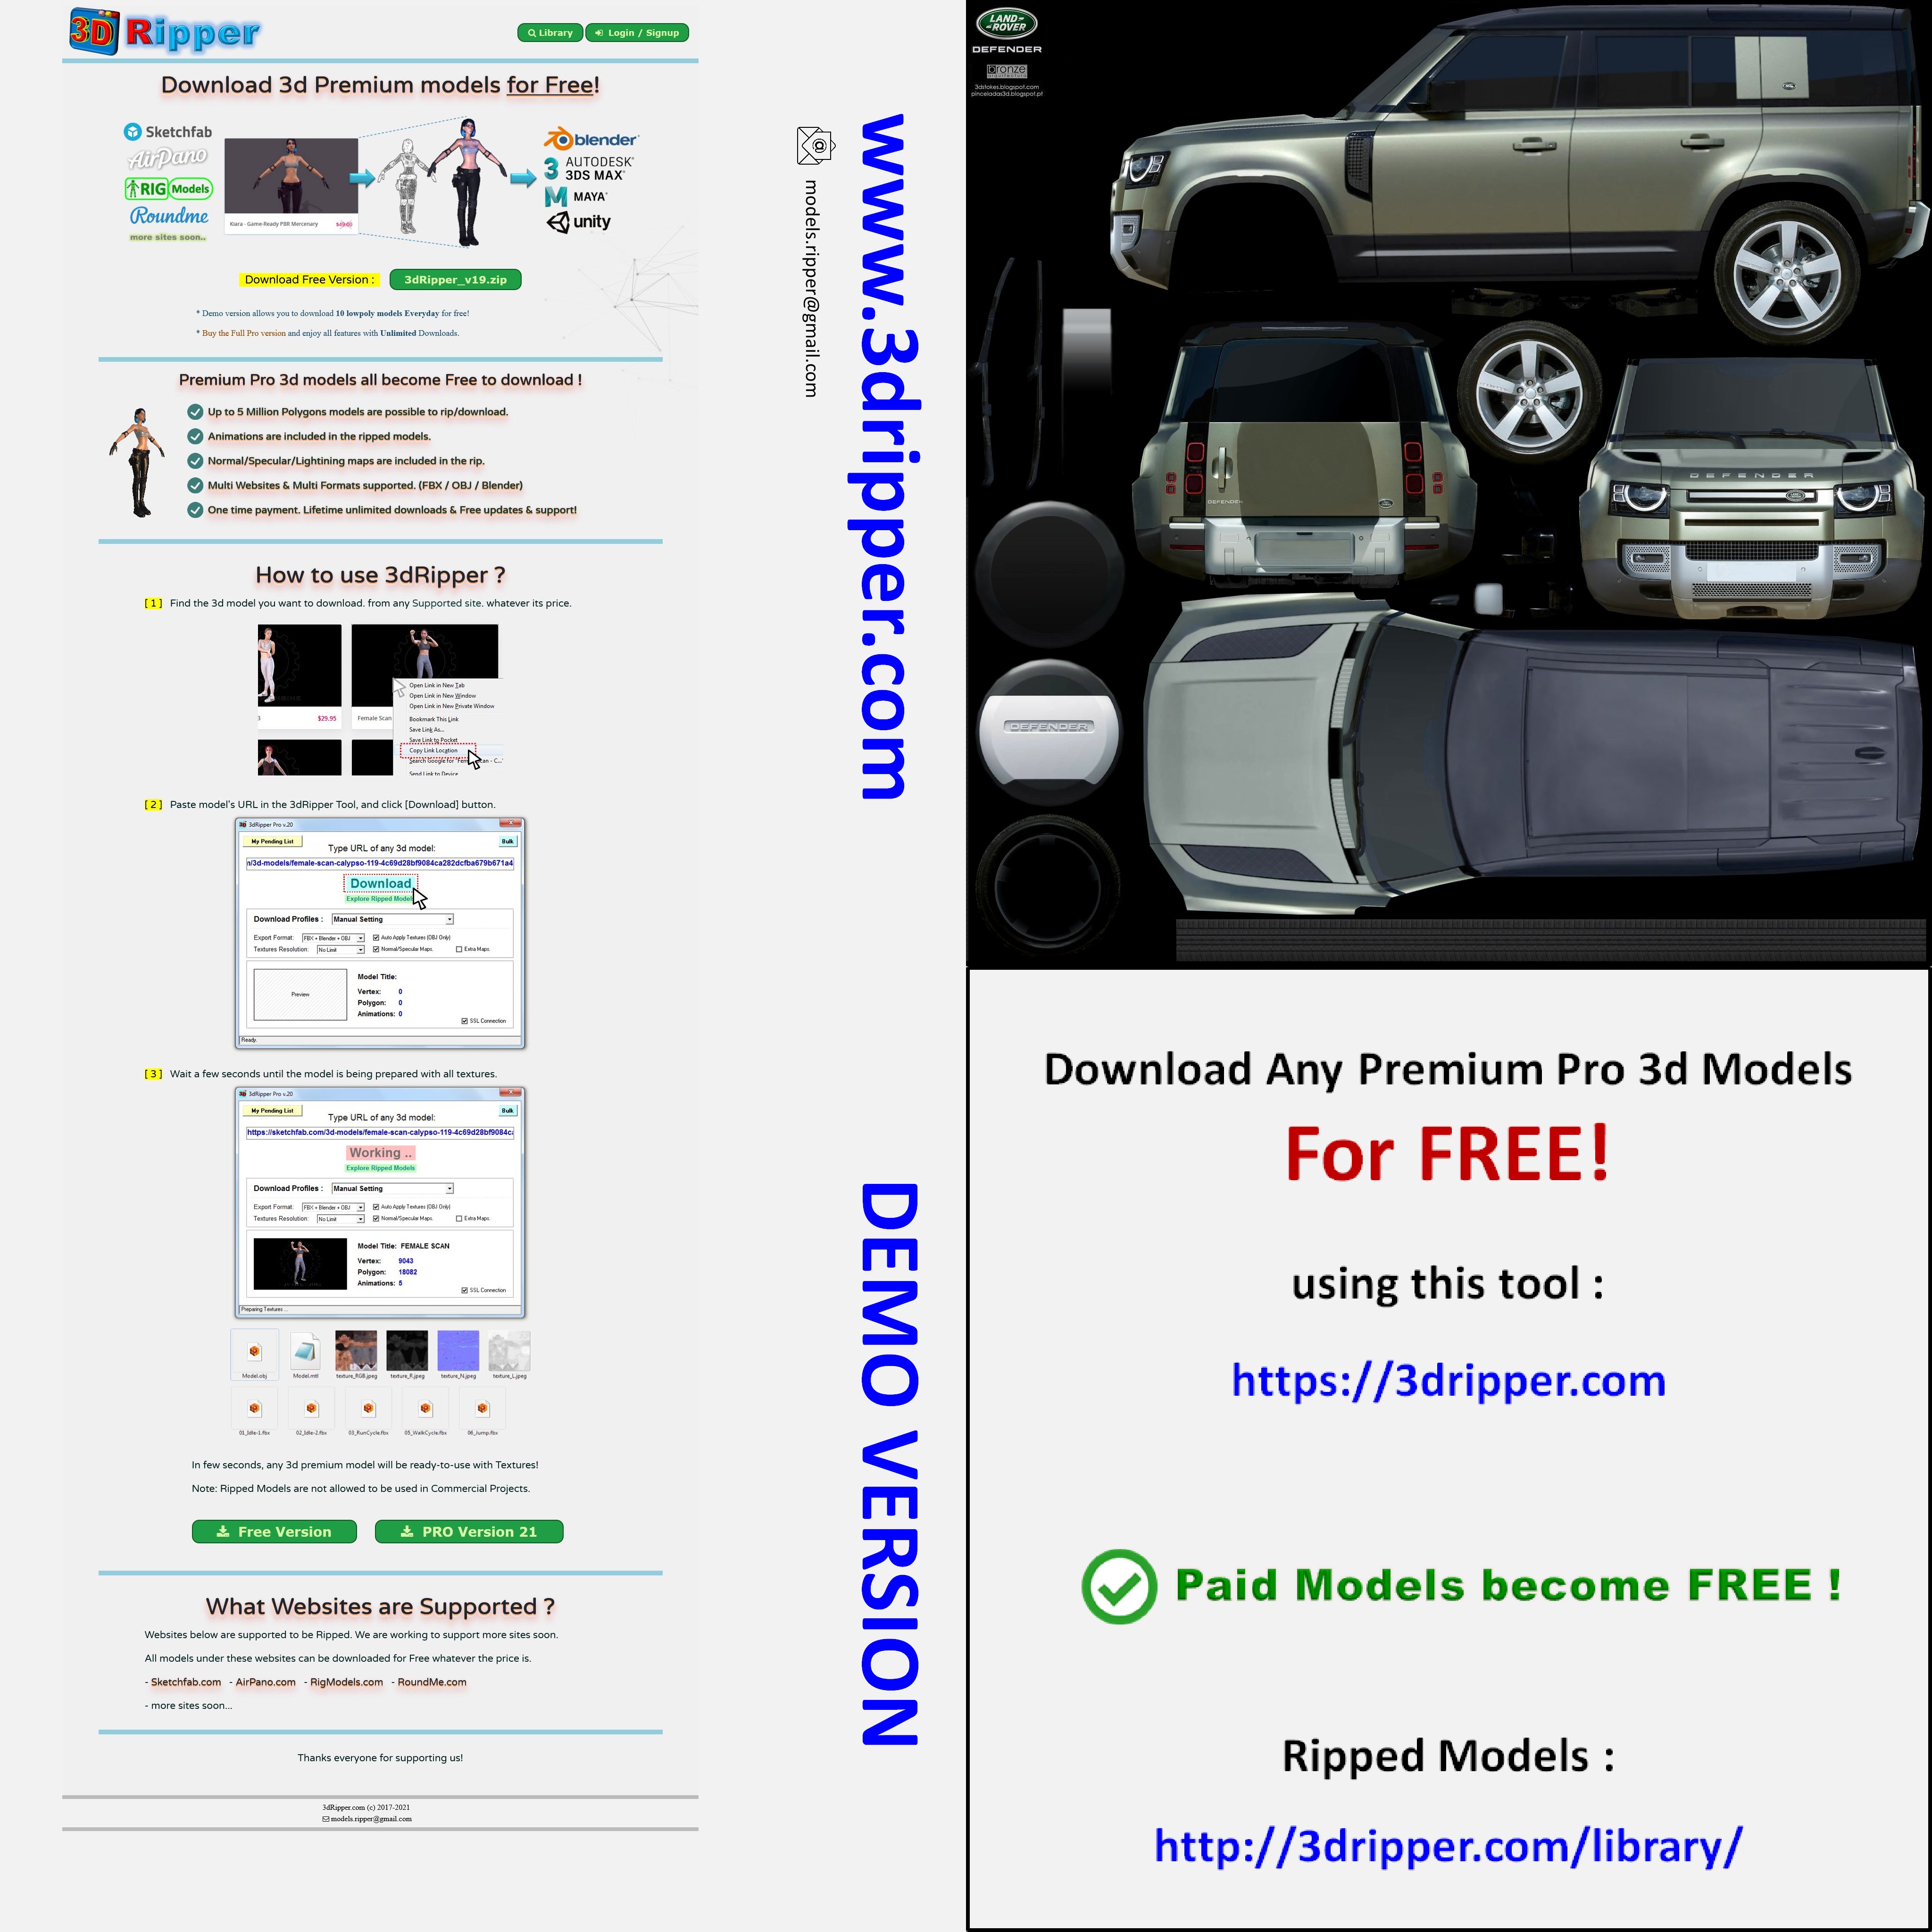 3D Ripper
Library
Login / Signup
Download 3d Premium models for Free!
Sketchfab
AirPano
RIG Models
Roundme
more sites soon..
Kiara - Game-Ready PBR Mercenary
$49.00
blender
AUTODESK
3DS MAX
MAYA
unity
Download Free Version :
3dRipper_v19.zip
* Demo version allows you to download 10 lowpoly models Everyday for free!
* Buy the Full Pro version and enjoy all features with Unlimited Downloads.
Premium Pro 3d models all become Free to download !
Up to 5 Million Polygons models are possible to rip/download.
Animations are included in the ripped models.
Normal/Specular/Lightining maps are included in the rip.
Multi Websites & Multi Formats supported. (FBX / OBJ / Blender)
One time payment. Lifetime unlimited downloads & Free updates & support!
How to use 3dRipper ?
[ 1 ] Find the 3d model you want to download. from any Supported site. whatever its price.
$29.95
Female Scan
Open Link in New Tab
Open Link in New Window
Open Link in New Private Window
Bookmark This Link
Save Link As...
Save Link to Pocket
Copy Link Location
Send Link to Device
[ 2 ] Paste model's URL in the 3dRipper Tool, and click [Download] button.
3dRipper Pro v.20
My Pending List
Bulk
Type URL of any 3d model:
n/3d-models/female-scan-calypso-119-4c69d28bf9084ca282dcfba679b671a4
Download
Explore Ripped Models
Download Profiles : Manual Setting
Export Format: FBX + Blender + OBJ Auto Apply Textures (OBJ Only)
Textures Resolution: No Limit Normal/Specular Maps. Extra Maps.
Preview
Model Title:
Vertex: 0
Polygon: 0
Animations: 0
SSL Connection
Ready.
[ 3 ] Wait a few seconds until the model is being prepared with all textures.
3dRipper Pro v.20
My Pending List
Bulk
Type URL of any 3d model:
https://sketchfab.com/3d-models/female-scan-calypso-119-4c69d28bf9084ca
Working ..
Explore Ripped Models
Download Profiles : Manual Setting
Export Format: FBX + Blender + OBJ Auto Apply Textures (OBJ Only)
Textures Resolution: No Limit Normal/Specular Maps. Extra Maps.
Model Title: FEMALE SCAN
Vertex: 9043
Polygon: 18082
Animations: 5
SSL Connection
Preparing Textures ...
Model.obj Model.mtl texture_RGB.jpeg texture_R.jpeg texture_N.jpeg texture_L.jpeg
01_Idle-1.fbx 02_Idle-2.fbx 03_RunCycle.fbx 05_WalkCycle.fbx 06_Jump.fbx
In few seconds, any 3d premium model will be ready-to-use with Textures!
Note: Ripped Models are not allowed to be used in Commercial Projects.
Free Version
PRO Version 21
What Websites are Supported ?
Websites below are supported to be Ripped. We are working to support more sites soon.
All models under these websites can be downloaded for Free whatever the price is.
- Sketchfab.com - AirPano.com - RigModels.com - RoundMe.com
- more sites soon...
Thanks everyone for supporting us!
3dRipper.com (c) 2017-2021
models.ripper@gmail.com
models.ripper@gmail.com
www.3dripper.com
DEMO VERSION
LAND
ROVER
DEFENDER
Bronze
3dstokes.blogspot.com
pinceladas3d.blogspot.pt
DEFENDER
DEFENDER
DEFENDER
Download Any Premium Pro 3d Models
For FREE!
using this tool :
https://3dripper.com
Paid Models become FREE !
Ripped Models :
http://3dripper.com/library/